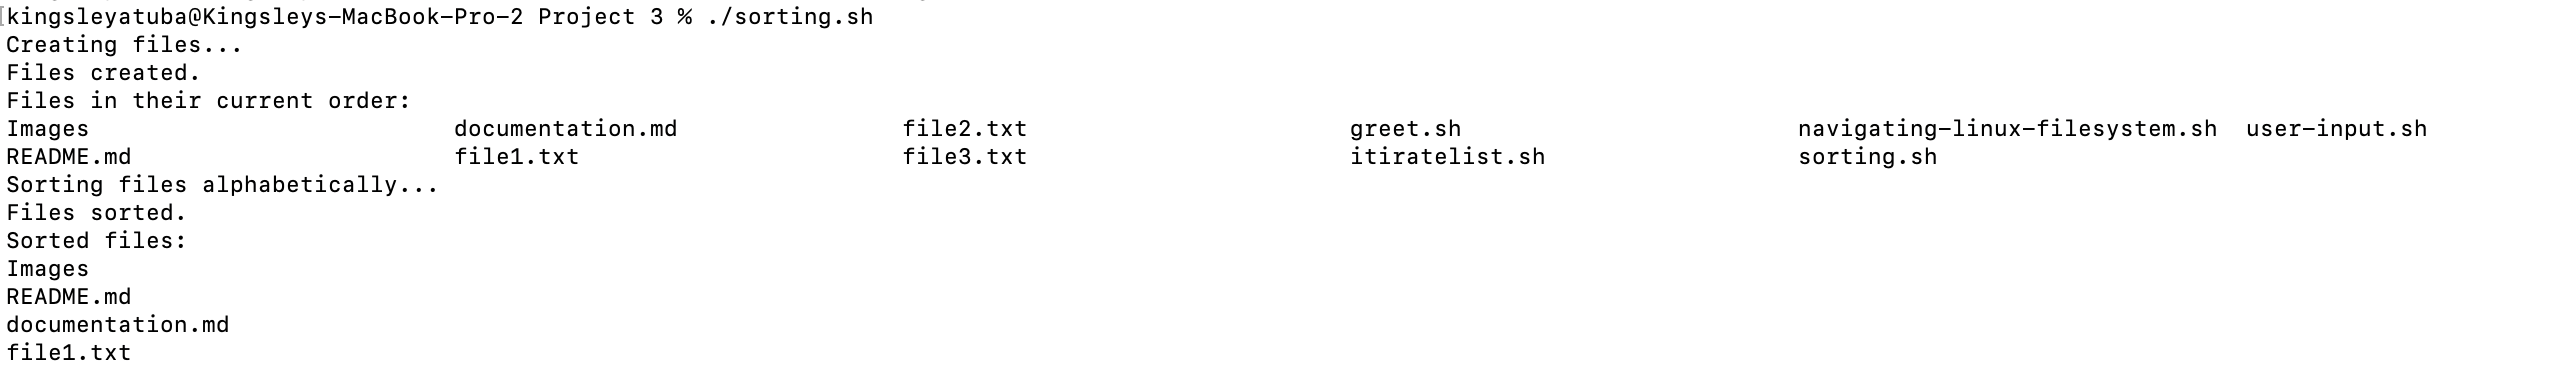 [kingsleyatuba@Kingsleys-MacBook-Pro-2 Project 3 % ./sorting.sh
Creating files...
Files created.
Files in their current order:
Images documentation.md file2.txt greet.sh navigating-linux-filesystem.sh user-input.sh
README.md file1.txt file3.txt itiratelist.sh sorting.sh
Sorting files alphabetically...
Files sorted.
Sorted files:
Images
README.md
documentation.md
file1.txt